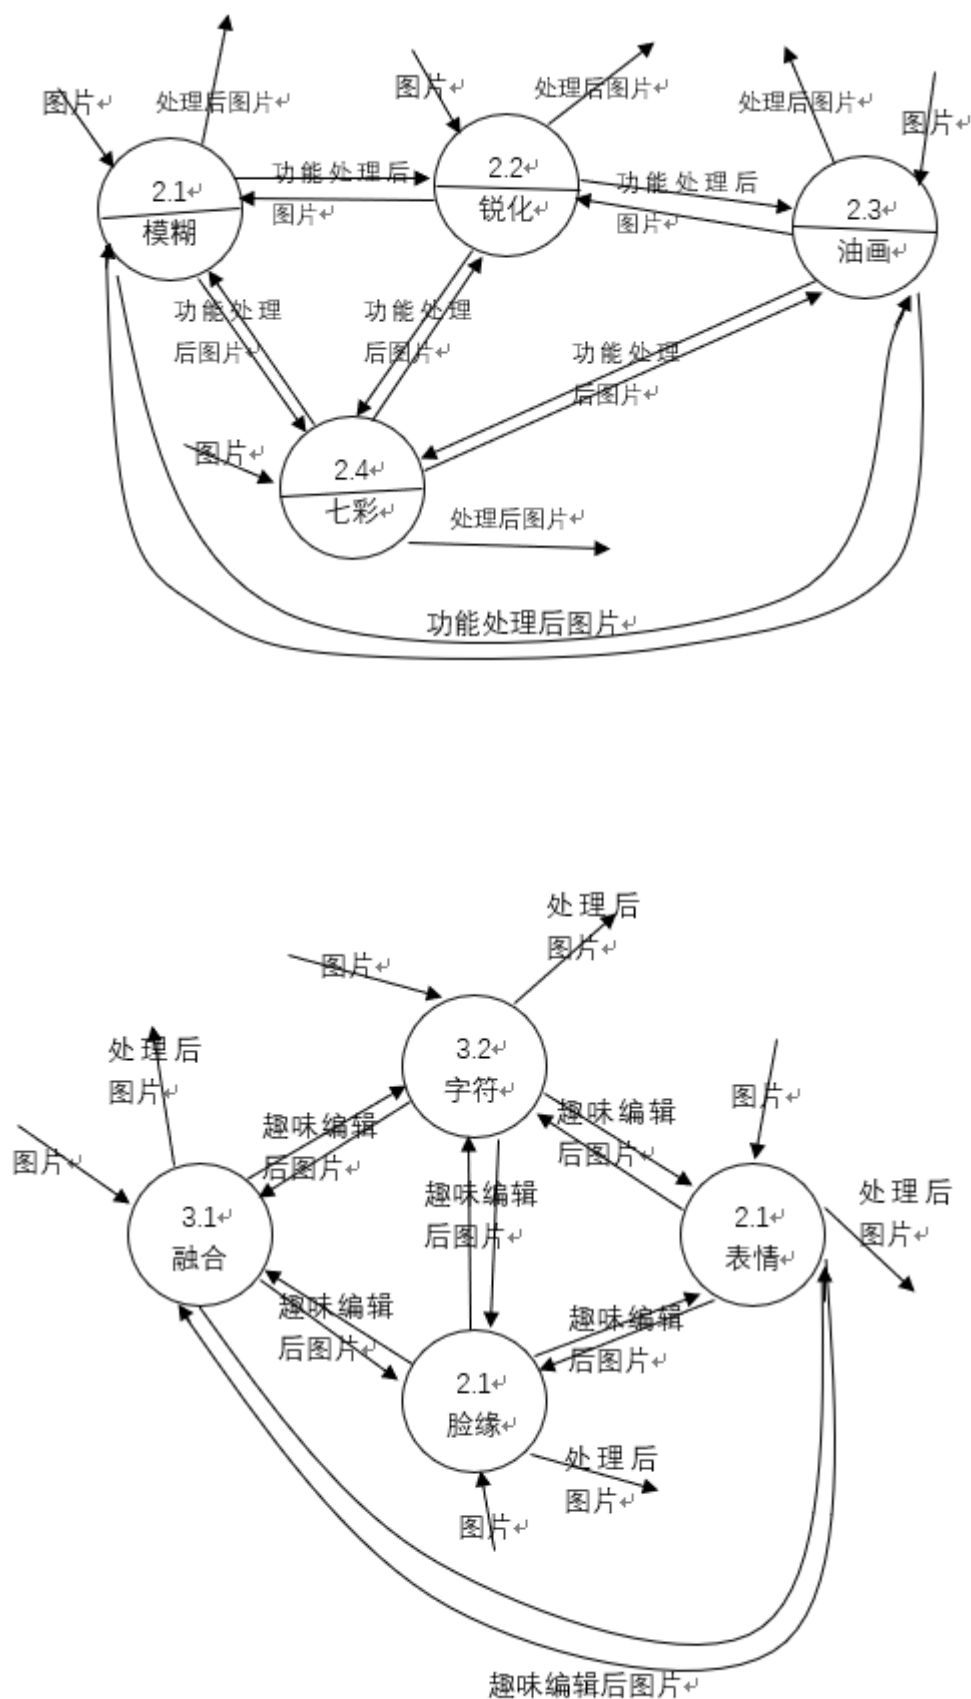 图片
处理后图片
图片
处理后图片
处理后图片
图片
2.1
模糊
功能处理后
图片
2.2
锐化
功能处理后
图片
2.3
油画
功能处理
后图片
功能处理
后图片
功能处理
后图片
图片
2.4
七彩
处理后图片
功能处理后图片
处理后
图片
图片
3.2
字符
处理后
图片
图片
趣味编辑
后图片
趣味编辑
后图片
图片
3.1
融合
趣味编辑
后图片
2.1
表情
处理后
图片
趣味编辑
后图片
趣味编辑
后图片
2.1
脸缘
处理后
图片
图片
趣味编辑后图片